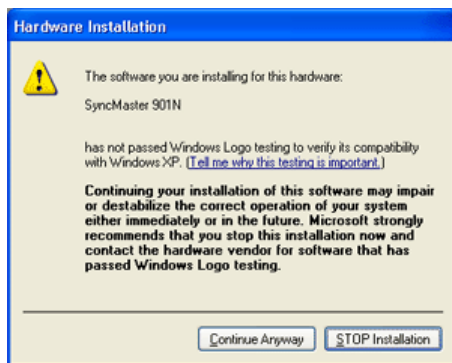 Hardware Installation
The software you are installing for this hardware:
SyncMaster 901N
has not passed Windows Logo testing to verify its compatibility
with Windows XP. (Tell me why this testing is important.)
Continuing your installation of this software may impair
or destabilize the correct operation of your system
either immediately or in the future. Microsoft strongly
recommends that you stop this installation now and
contact the hardware vendor for software that has
passed Windows Logo testing.
Continue Anyway STOP Installation